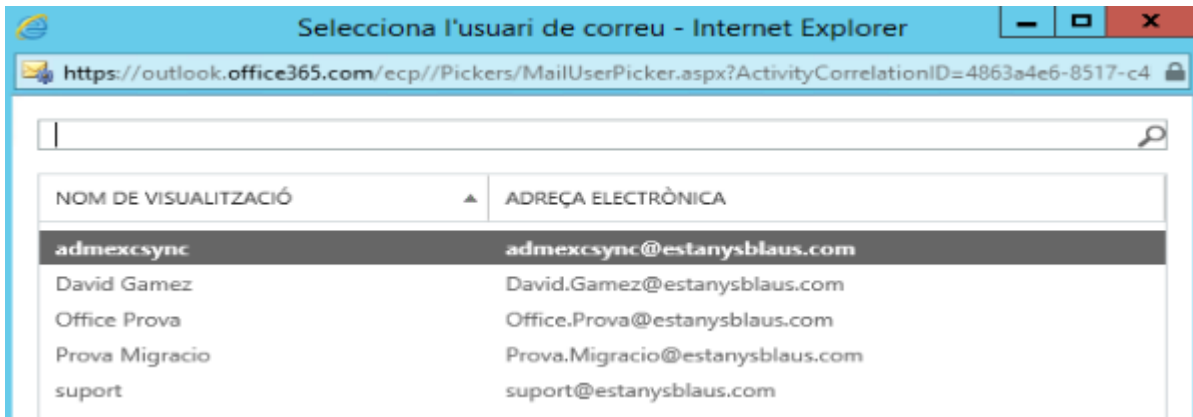 Selecciona l'usuari de correu - Internet Explorer
https://outlook.office365.com/ecp//Pickers/MailUserPicker.aspx?ActivityCorrelationID=4863a4e6-8517-c4
NOM DE VISUALITZACIÓ ADREÇA ELECTRÒNICA
admexcsync admexcsync@estanysblaus.com
David Gamez David.Gamez@estanysblaus.com
Office Prova Office.Prova@estanysblaus.com
Prova Migracio Prova.Migracio@estanysblaus.com
suport suport@estanysblaus.com